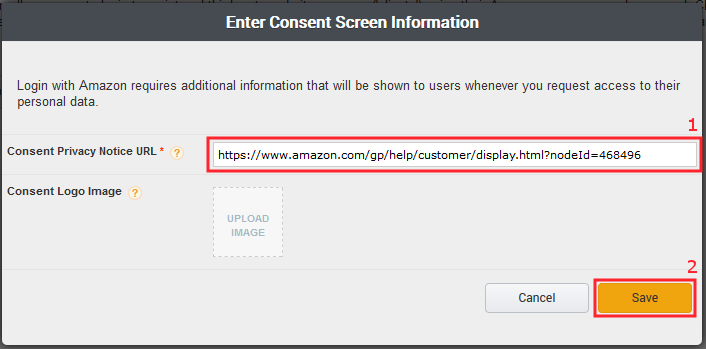 Enter Consent Screen Information
Login with Amazon requires additional information that will be shown to users whenever you request access to their
personal data.
1
Consent Privacy Notice URL * ?
https://www.amazon.com/gp/help/customer/display.html?nodeId=468496
Consent Logo Image ?
UPLOAD
IMAGE
2
Cancel
Save